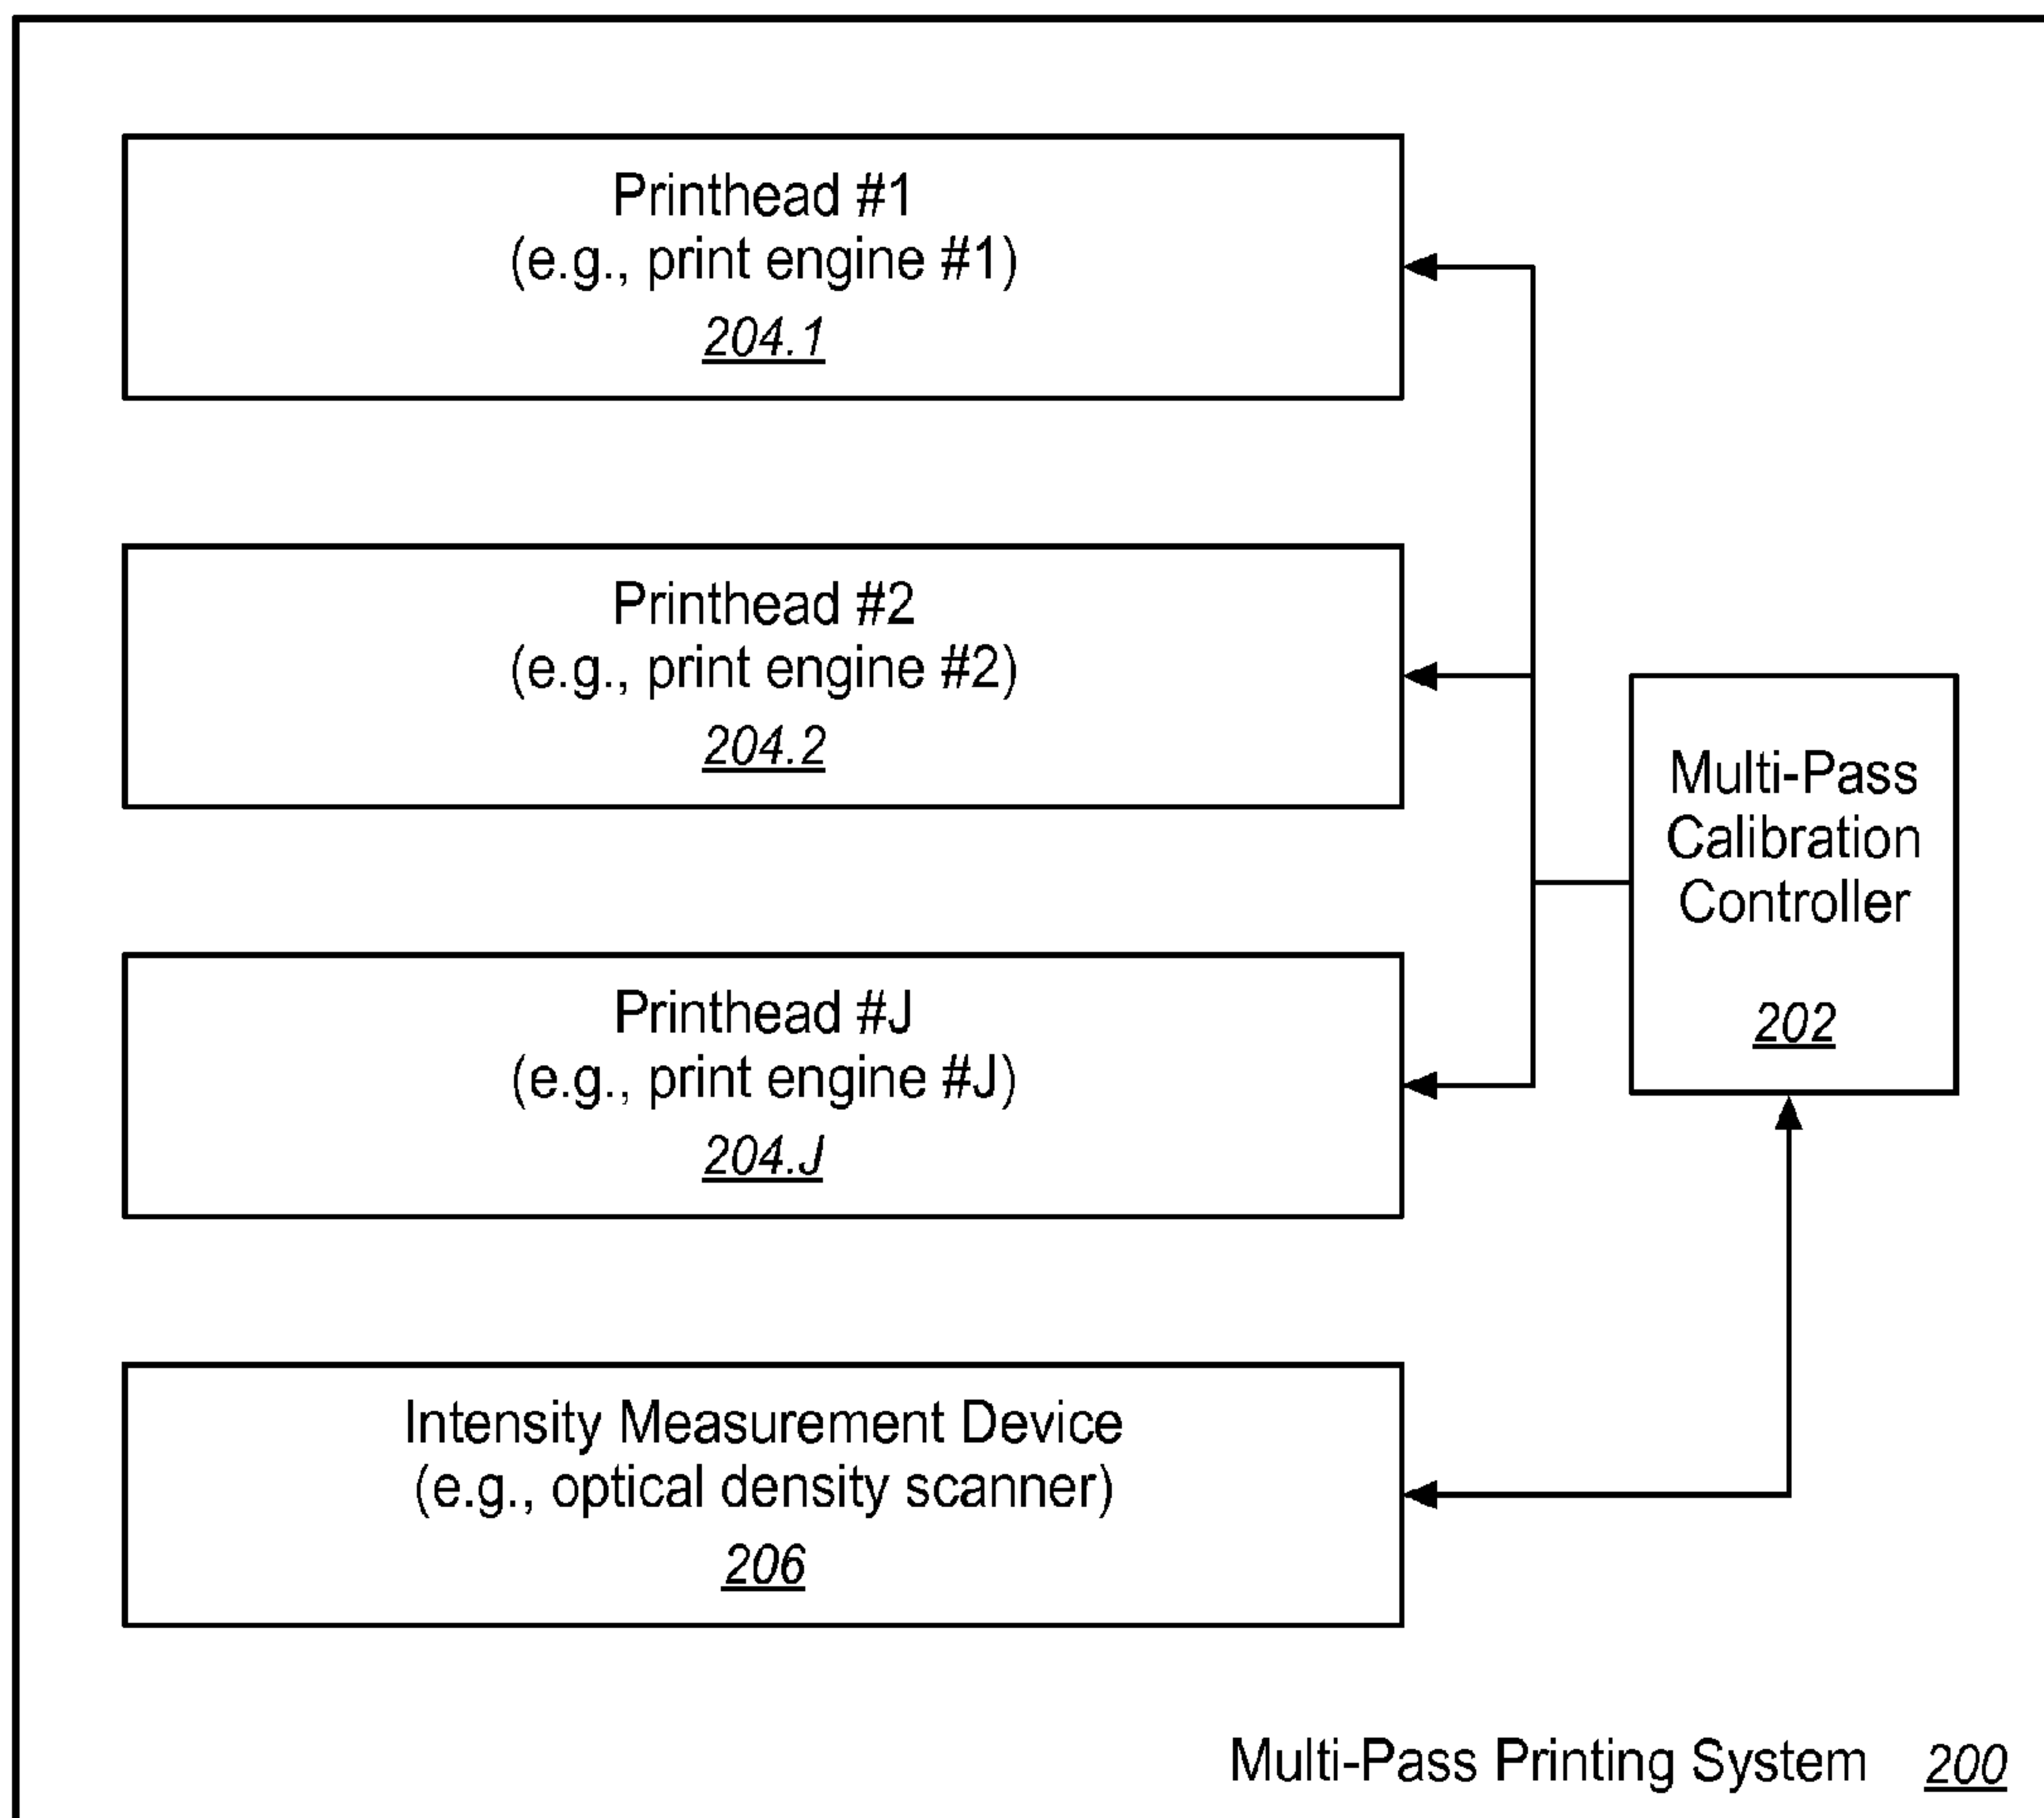 Printhead #1
(e.g., print engine #1)
204.1
Printhead #2
(e.g., print engine #2)
204.2
Multi-Pass
Calibration
Controller
202
Printhead #J
(e.g., print engine #J)
204.J
Intensity Measurement Device
(e.g., optical density scanner)
206
Multi-Pass Printing System 200